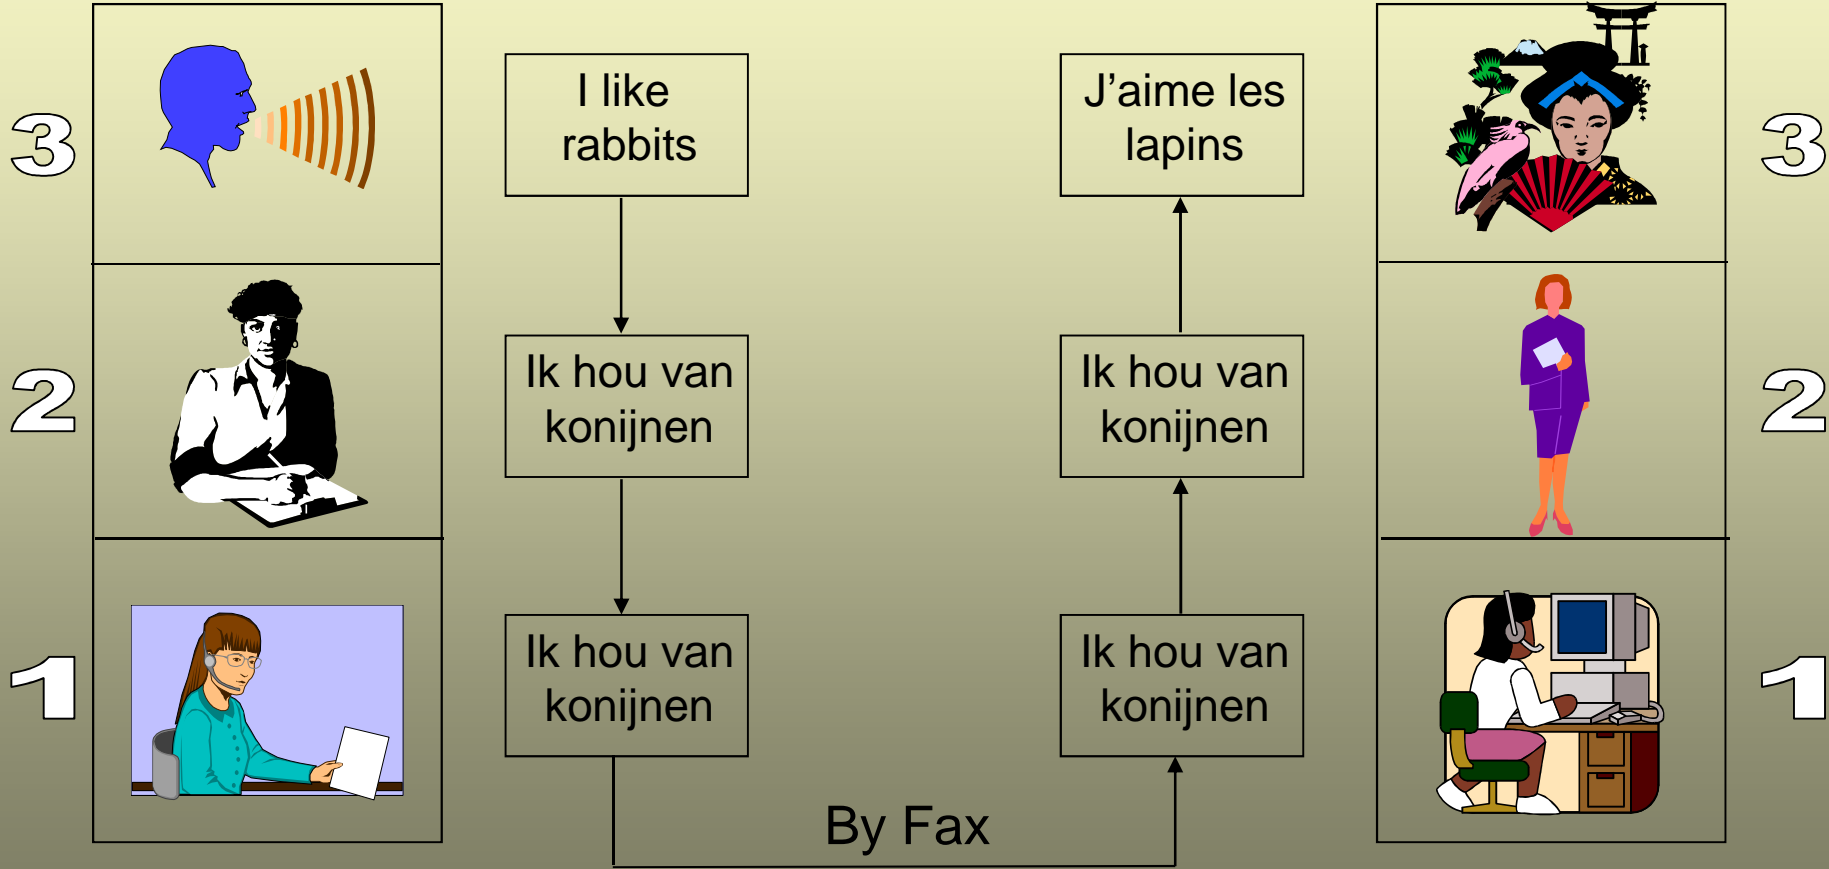 3
I like
rabbits
J’aime les
lapins
3
2
Ik hou van
konijnen
Ik hou van
konijnen
2
1
Ik hou van
konijnen
Ik hou van
konijnen
1
By Fax